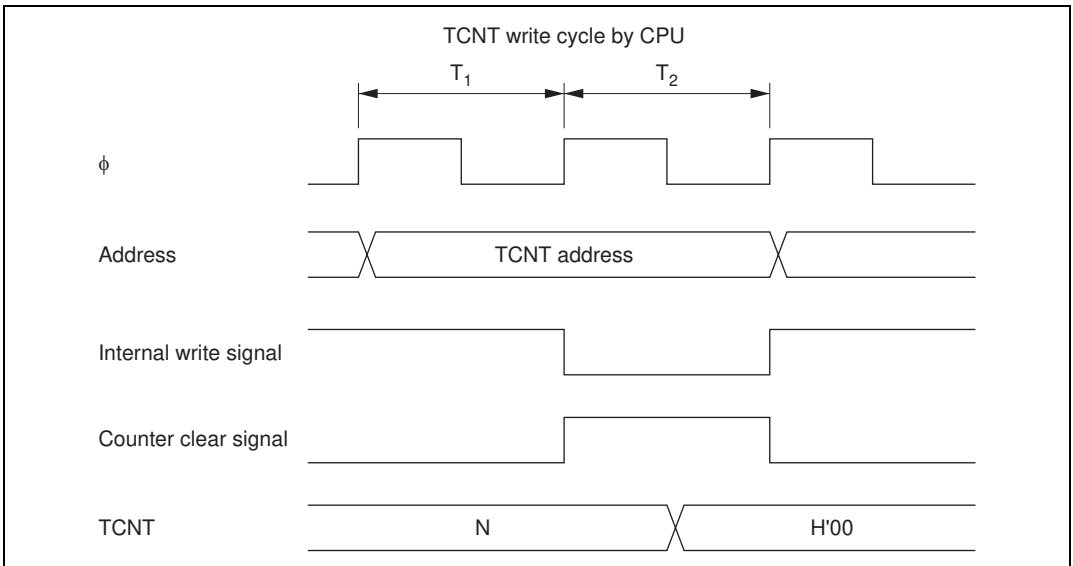 TCNT write cycle by CPU
T1 T2
ϕ
Address TCNT address
Internal write signal
Counter clear signal
TCNT N H'00